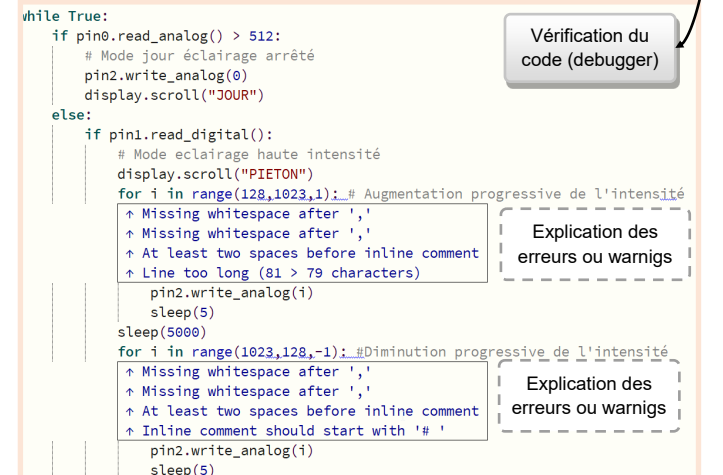 while True:
if pin0.read_analog() > 512:
# Mode jour éclairage arrêté
pin2.write_analog(0)
display.scroll("JOUR")
else:
if pin1.read_digital():
# Mode eclairage haute intensité
display.scroll("PIETON")
for i in range(128,1023,1): # Augmentation progressive de l'intensité
↑ Missing whitespace after ','
↑ Missing whitespace after ','
↑ At least two spaces before inline comment
↑ Line too long (81 > 79 characters)
pin2.write_analog(i)
sleep(5)
sleep(5000)
for i in range(1023,128,-1): #Diminution progressive de l'intensité
↑ Missing whitespace after ','
↑ Missing whitespace after ','
↑ At least two spaces before inline comment
↑ Inline comment should start with '# '
pin2.write_analog(i)
sleep(5)
Vérification du
code (debugger)
Explication des
erreurs ou warnigs
Explication des
erreurs ou warnigs